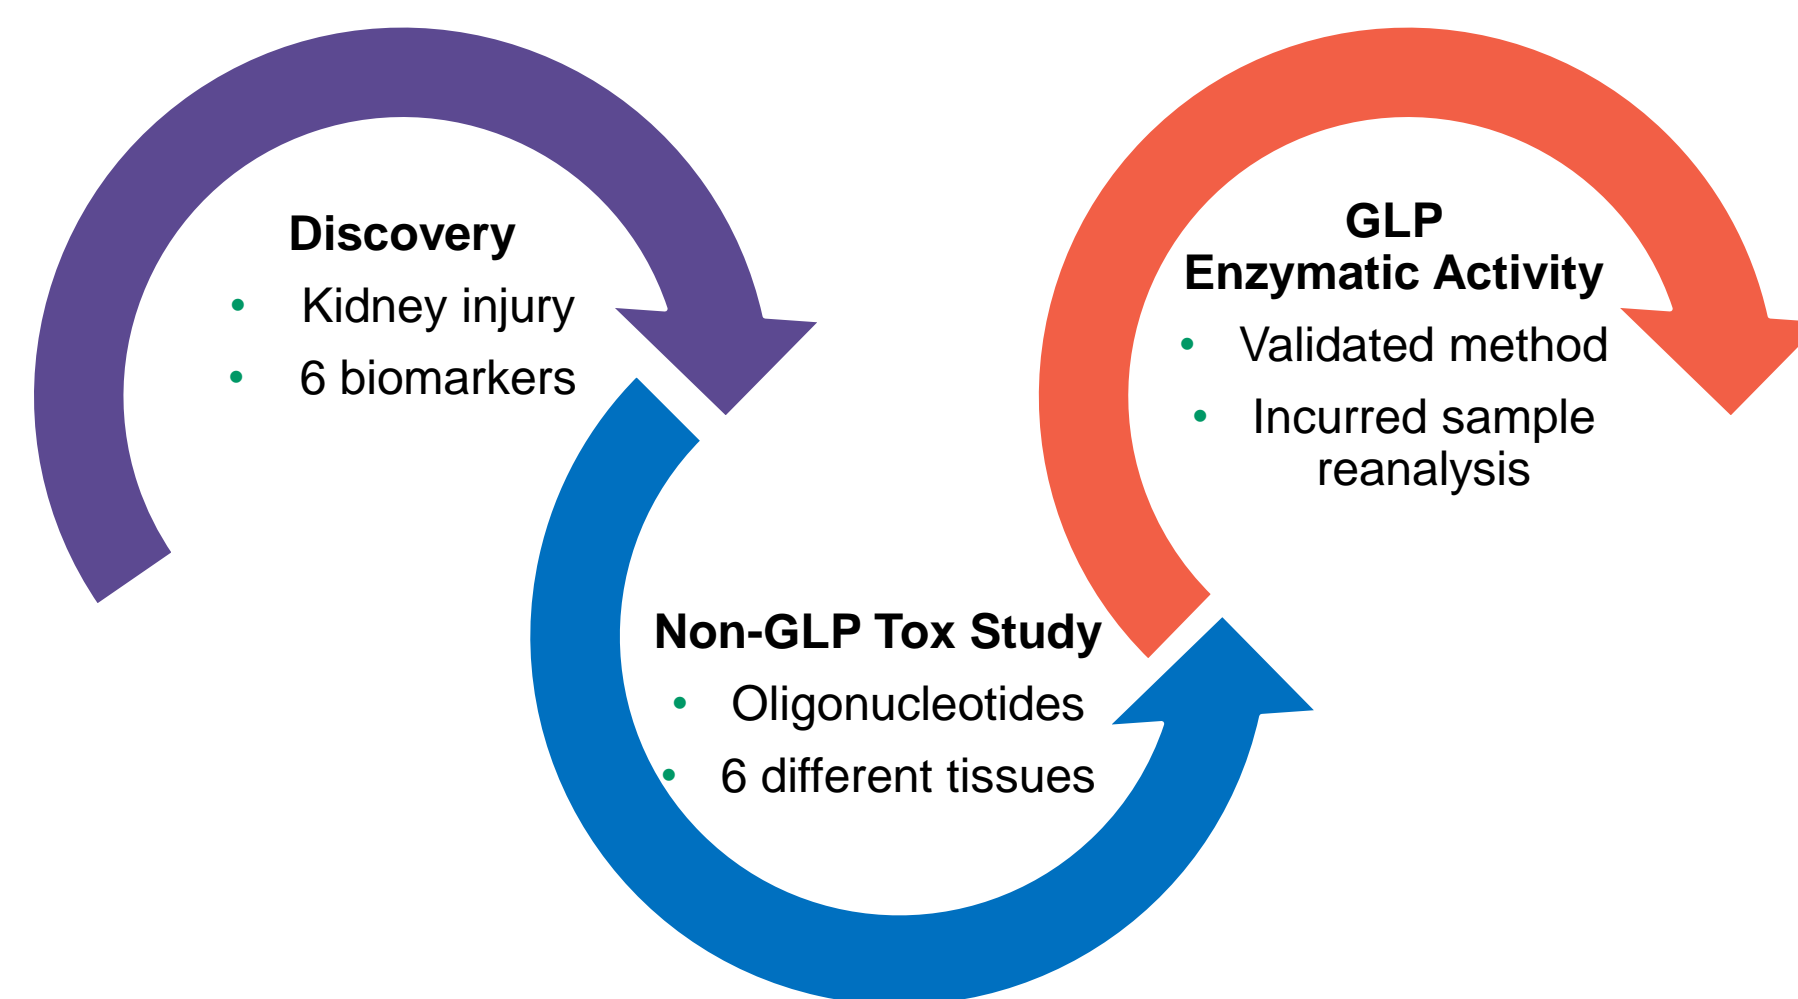 Discovery
• Kidney injury
• 6 biomarkers
Non-GLP Tox Study
• Oligonucleotides
• 6 different tissues
GLP
Enzymatic Activity
• Validated method
• Incurred sample
reanalysis